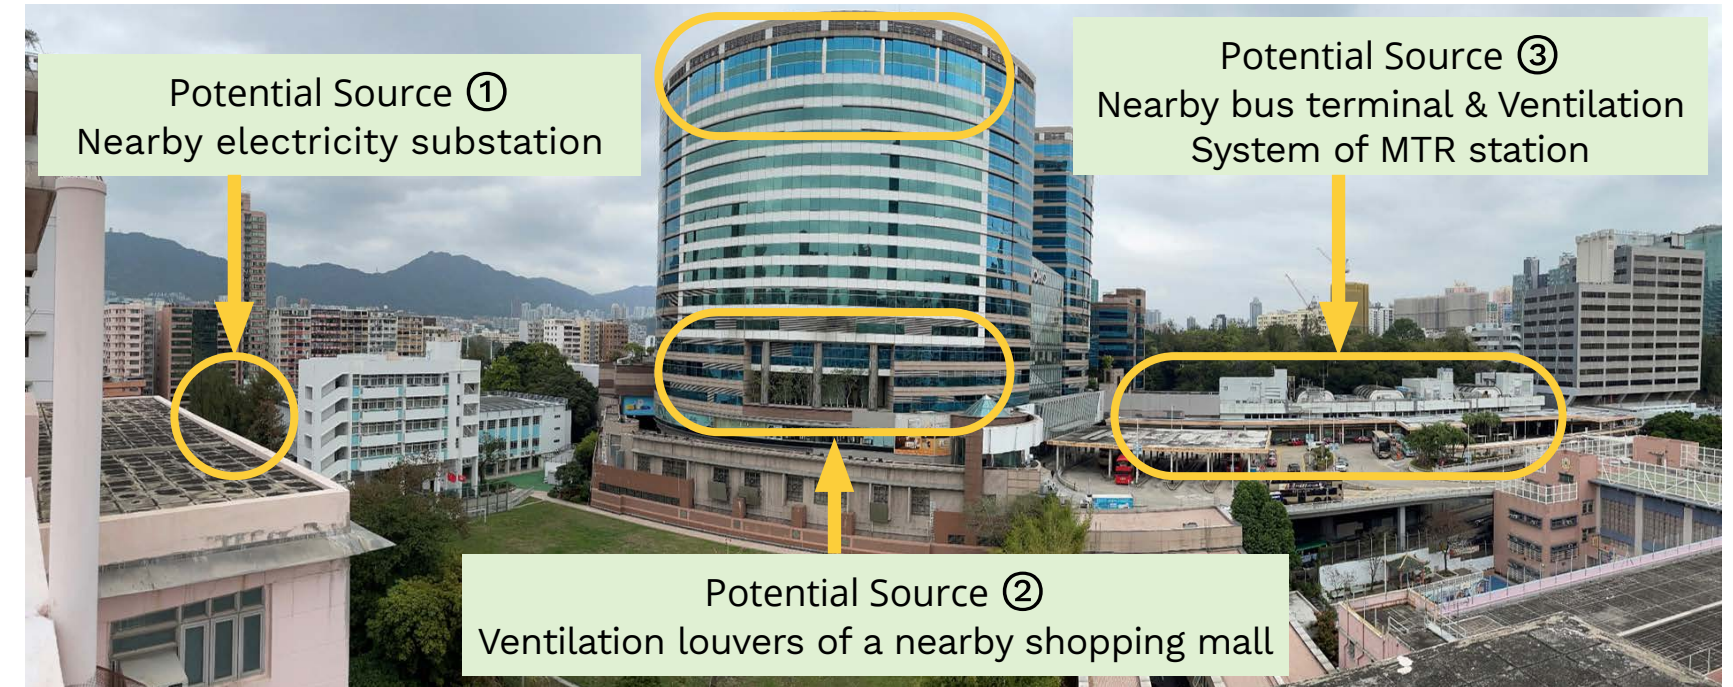 Potential Source ①
Nearby electricity substation
Potential Source ③
Nearby bus terminal & Ventilation
System of MTR station
Potential Source ②
Ventilation louvers of a nearby shopping mall